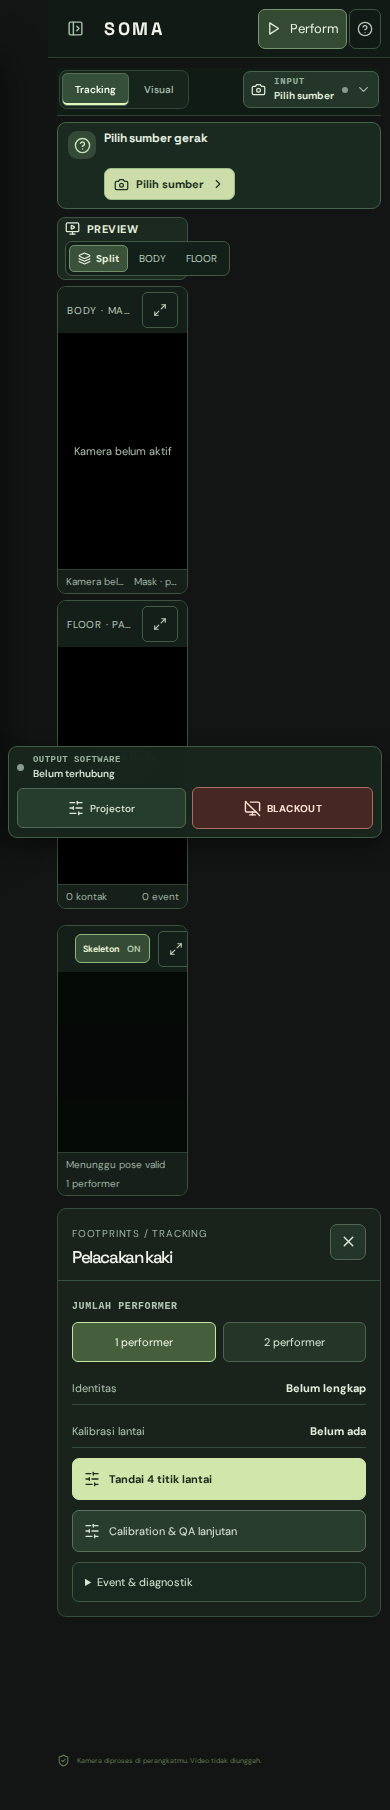 SOMA
Perform
Tracking
Visual
INPUT
Pilih sumber
Pilih sumber gerak
Pilih sumber
PREVIEW
Split
BODY
FLOOR
BODY · MA...
Kamera belum aktif
Kamera bel...
Mask · p...
FLOOR · PA...
OUTPUT SOFTWARE
Belum terhubung
Projector
BLACKOUT
0 kontak
0 event
Skeleton ON
Menunggu pose valid
1 performer
FOOTPRINTS / TRACKING
Pelacakan kaki
JUMLAH PERFORMER
1 performer
2 performer
Identitas
Belum lengkap
Kalibrasi lantai
Belum ada
Tandai 4 titik lantai
Calibration & QA lanjutan
Event & diagnostik
Kamera diproses di perangkatmu. Video tidak diunggah.